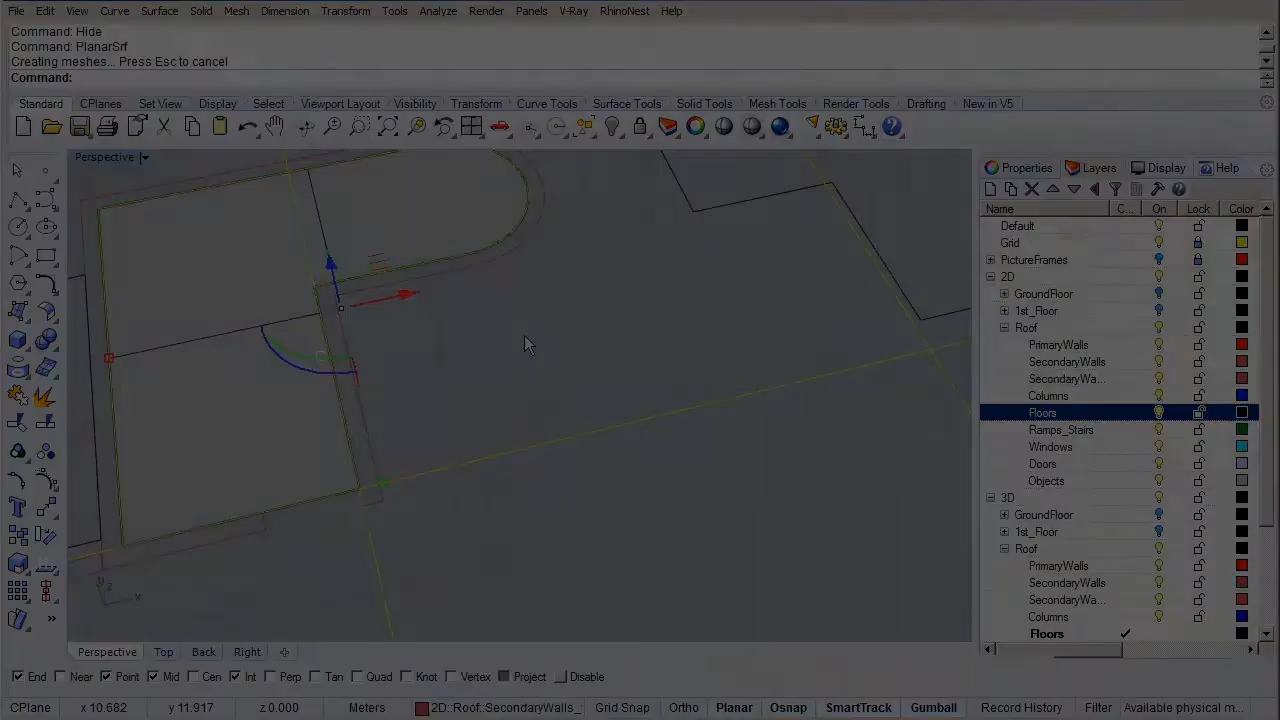 File Edit View Curve Surface Solid Mesh Dimension Transform Tools Analyze Render Panels V-Ray RhinoNest Help
Command: Hide
Command: PlanarSrf
Creating meshes... Press Esc to cancel
Command:
Standard CPlanes Set View Display Select Viewport Layout Visibility Transform Curve Tools Surface Tools Solid Tools Mesh Tools Render Tools Drafting New in V5
Perspective
Properties Layers Display Help
Name C... On Lock Color
Default
Grid
PictureFrames
2D
GroundFloor
1st_Floor
Roof
PrimaryWalls
SecondaryWalls
SecondaryWa...
Columns
Floors
Ramps_Stairs
Windows
Doors
Objects
3D
GroundFloor
1st_Floor
Roof
PrimaryWalls
SecondaryWalls
SecondaryWa...
Columns
Floors
z x
Perspective Top Back Right
End Near Point Mid Cen Int Perp Tan Quad Knot Vertex Project Disable
CPlane x 10.682 y 11.917 z 0.000 Meters 2D::Roof::SecondaryWalls_ Grid Snap Ortho Planar Osnap SmartTrack Gumball Record History Filter Available physical m...